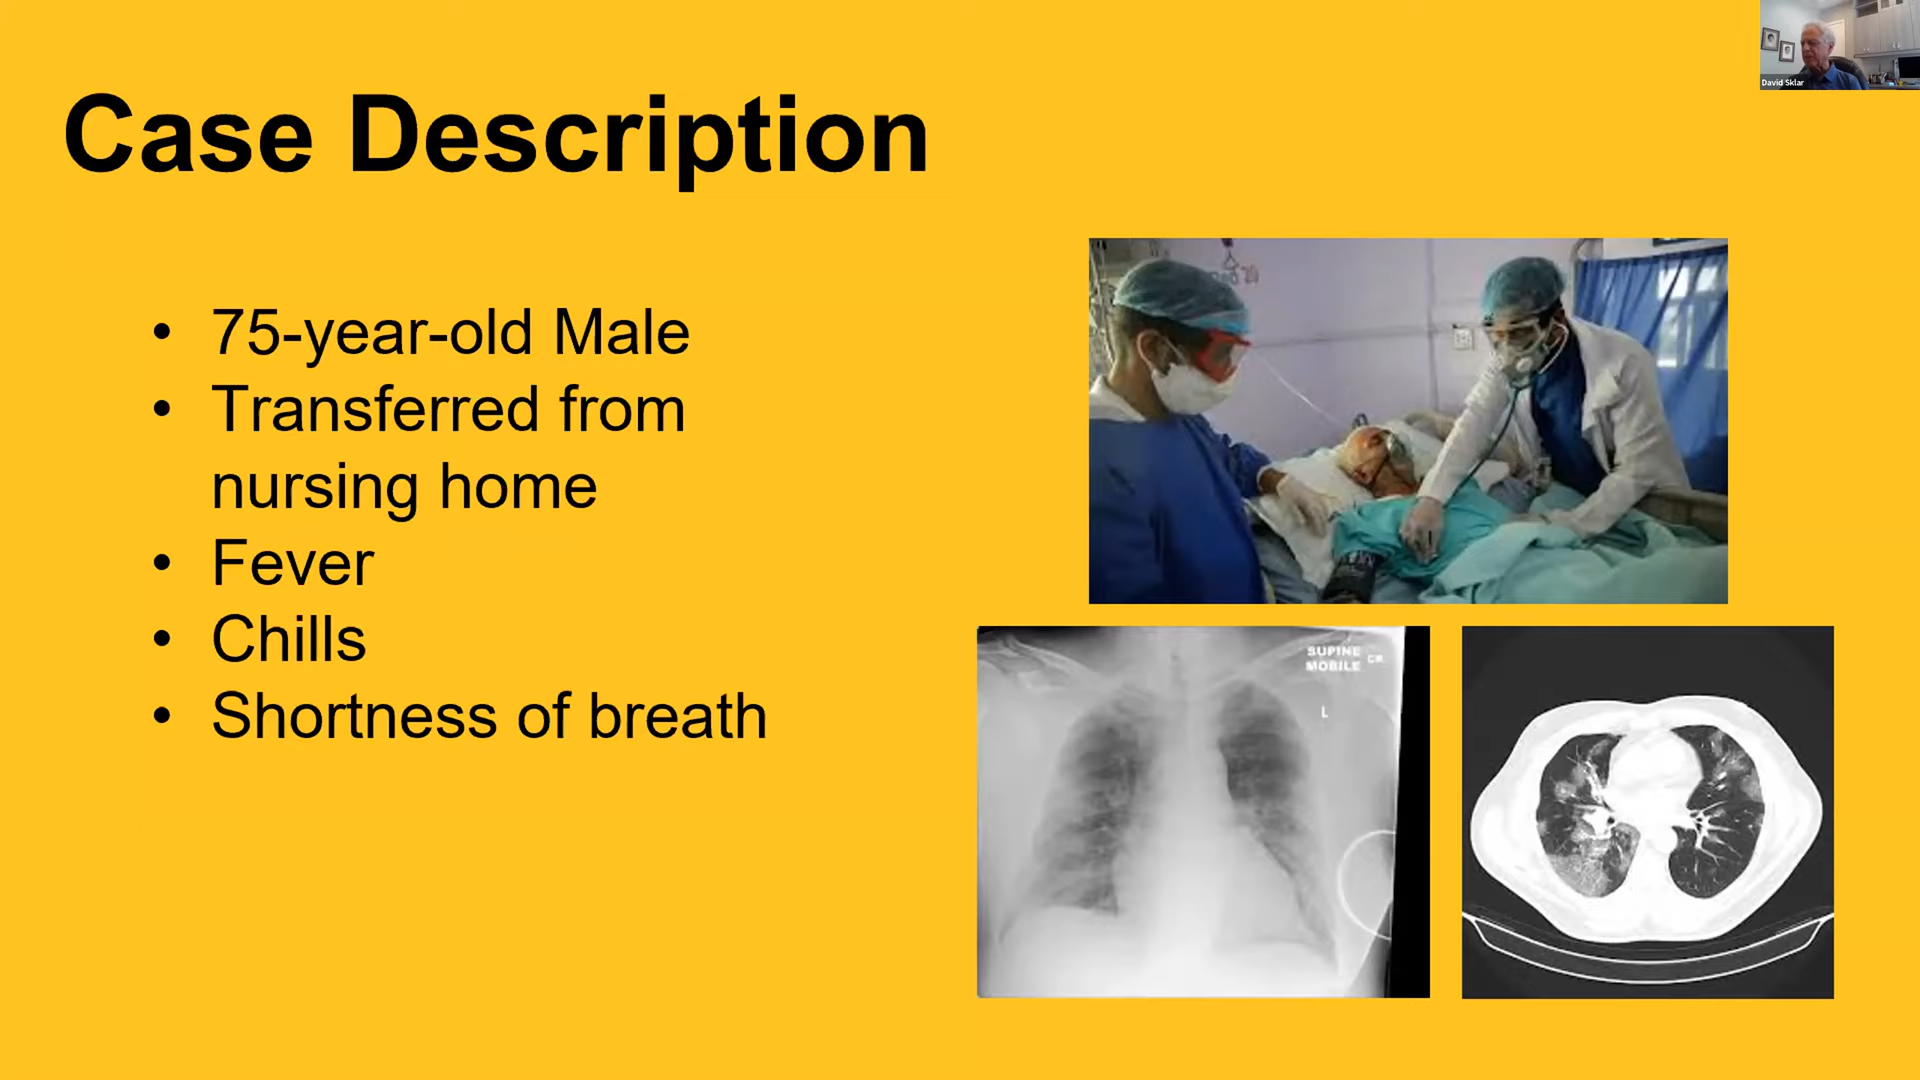 David Sklar
Case Description
• 75-year-old Male
• Transferred from
nursing home
• Fever
• Chills
• Shortness of breath
SUPINE
MOBILE CR
L